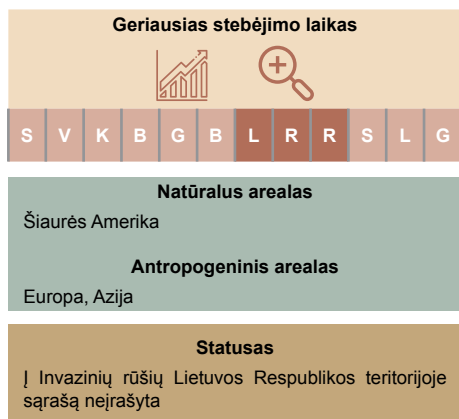 Geriausias stebėjimo laikas
S V K B G B L R R S L G
Natūralus arealas
Šiaurės Amerika
Antropogeninis arealas
Europa, Azija
Statusas
Į Invazinių rūšių Lietuvos Respublikos teritorijoje
sąrašą neįrašyta